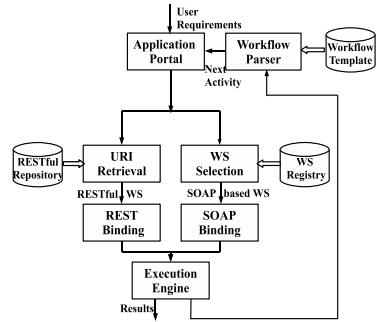 User
Requirements
Application
Portal
Workflow
Parser
Workflow
Template
Next
Activity
RESTful
Repository
URI
Retrieval
WS
Selection
WS
Registry
RESTful WS
SOAP based WS
REST
Binding
SOAP
Binding
Execution
Engine
Results